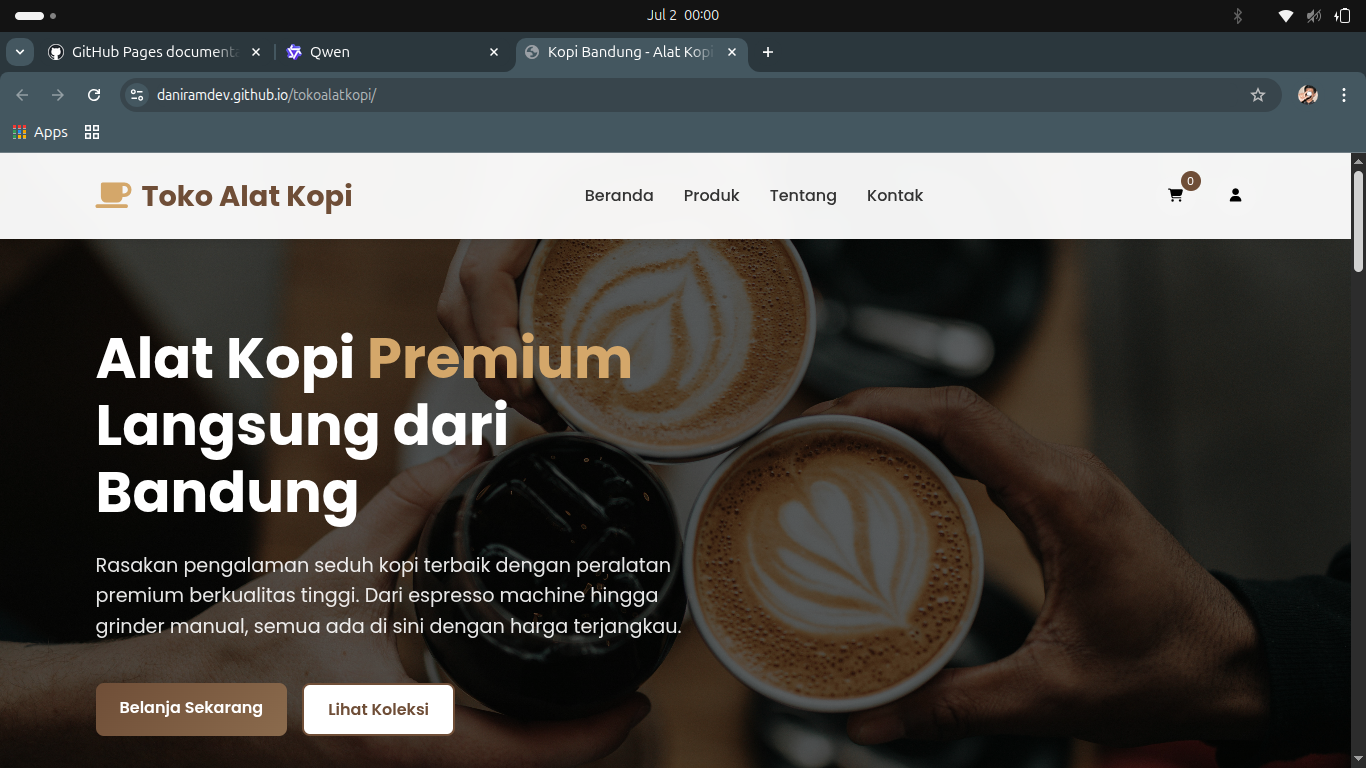 Jul 2 00:00
GitHub Pages documenta
Qwen
Kopi Bandung - Alat Kopi
daniramdev.github.io/tokoalatkopi/
Apps
Toko Alat Kopi
Beranda
Produk
Tentang
Kontak
0
Alat Kopi Premium
Langsung dari
Bandung
Rasakan pengalaman seduh kopi terbaik dengan peralatan
premium berkualitas tinggi. Dari espresso machine hingga
grinder manual, semua ada di sini dengan harga terjangkau.
Belanja Sekarang
Lihat Koleksi